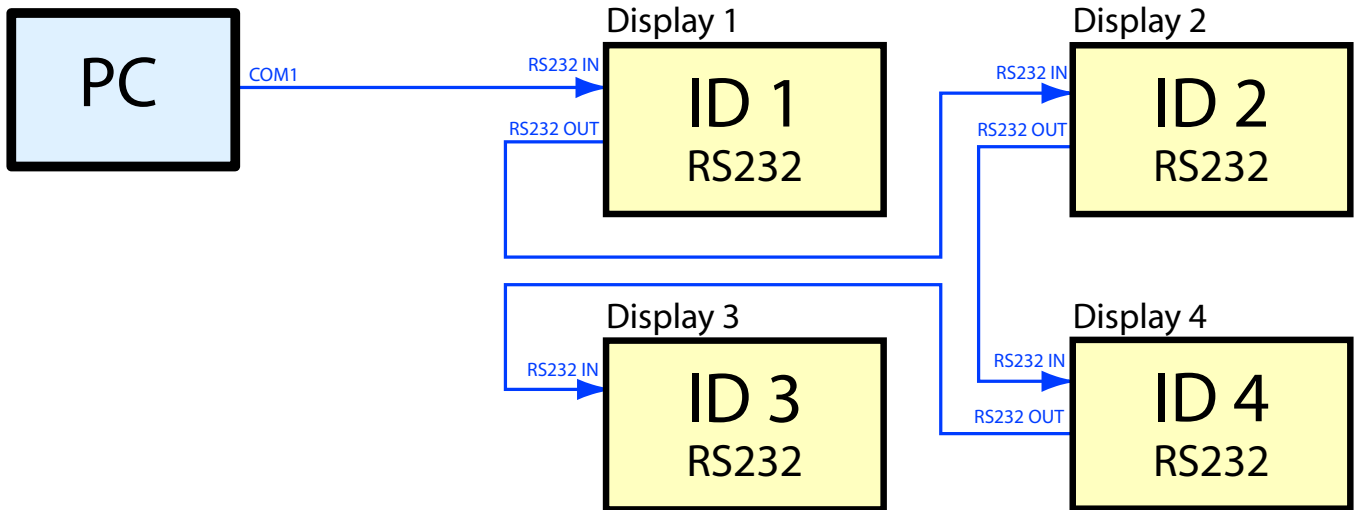 Display 1
Display 2
PC
COM1
RS232 IN
RS232 OUT
ID 1
RS232
RS232 IN
RS232 OUT
ID 2
RS232
Display 3
Display 4
RS232 IN
ID 3
RS232
RS232 IN
RS232 OUT
ID 4
RS232